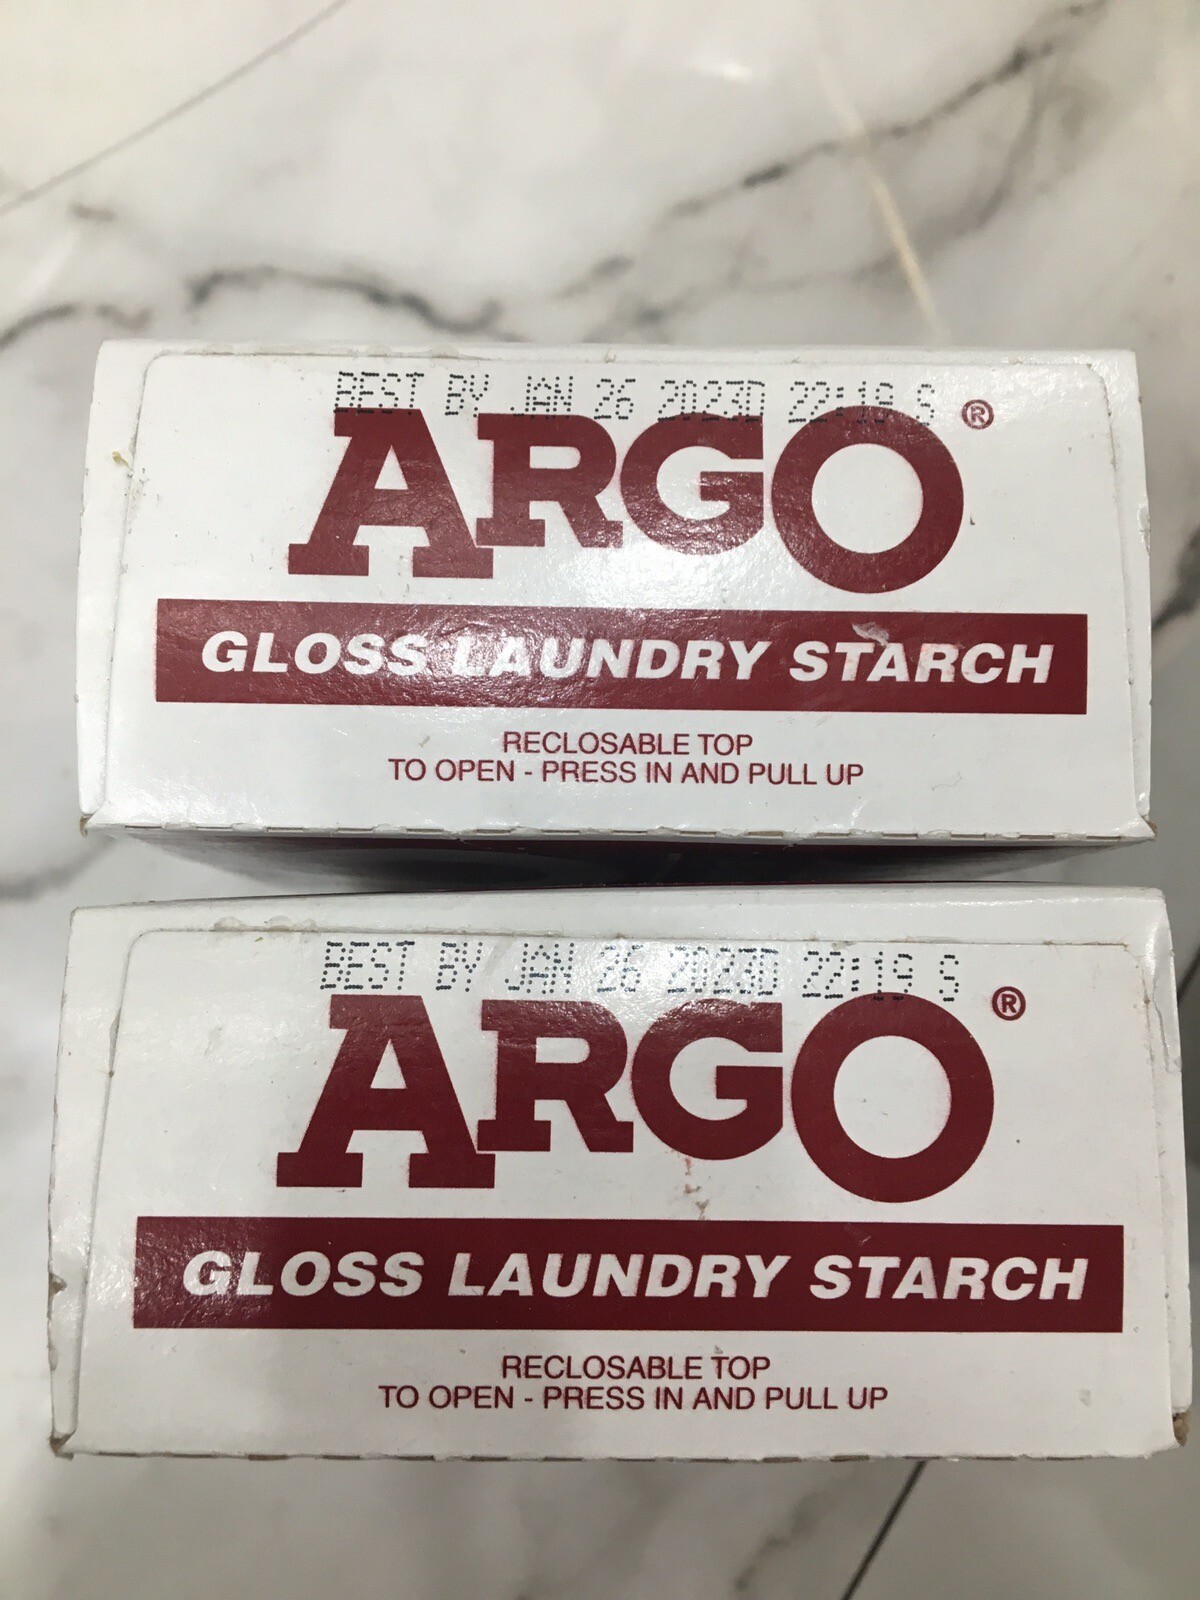 BEST BY JAN 26 2023D 22:19 S
ARGO®
GLOSS LAUNDRY STARCH
RECLOSABLE TOP
TO OPEN - PRESS IN AND PULL UP
BEST BY JAN 26 2023D 22:19 S
ARGO®
GLOSS LAUNDRY STARCH
RECLOSABLE TOP
TO OPEN - PRESS IN AND PULL UP